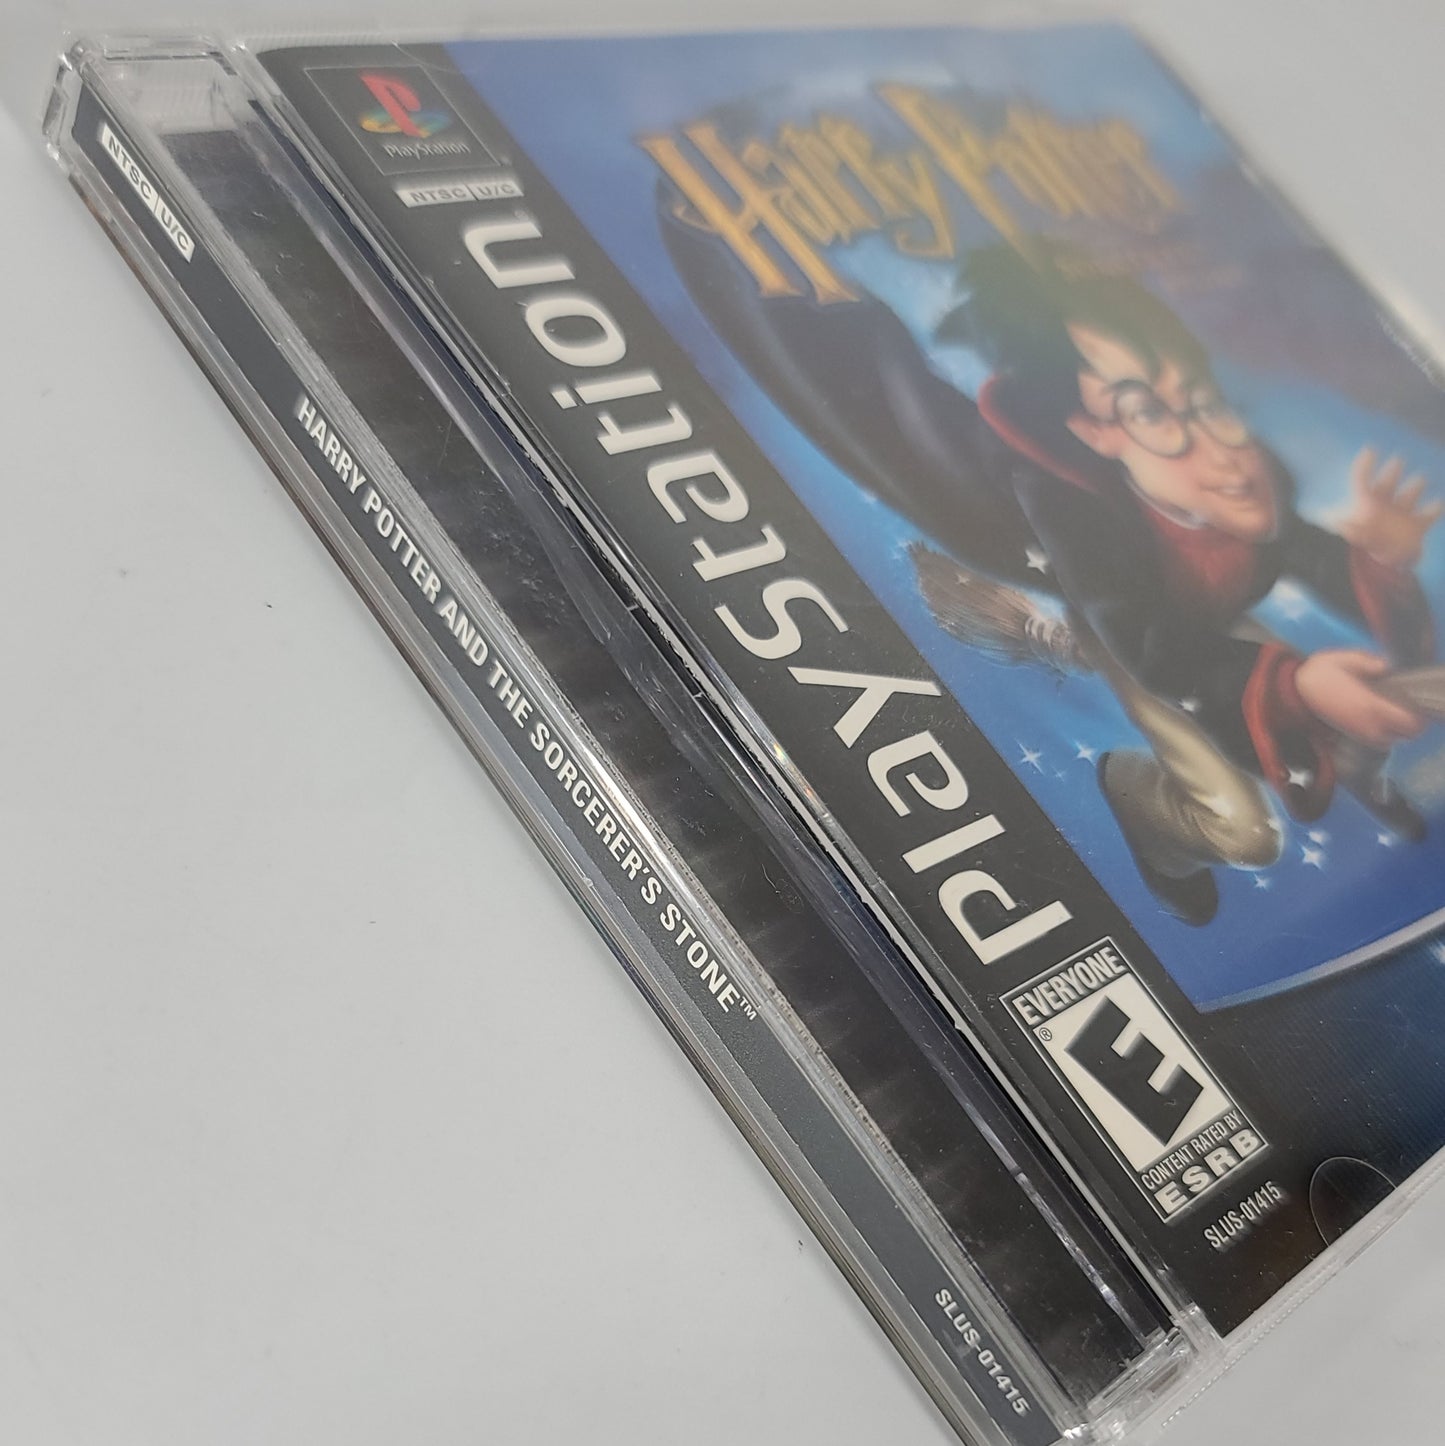 NTSC U/C
HARRY POTTER AND THE SORCERER'S STONE™
SLUS-01415
PlayStation
NTSC U/C
PlayStation
Harry Potter
EVERYONE
E
®
CONTENT RATED BY
ESRB
SLUS-01415